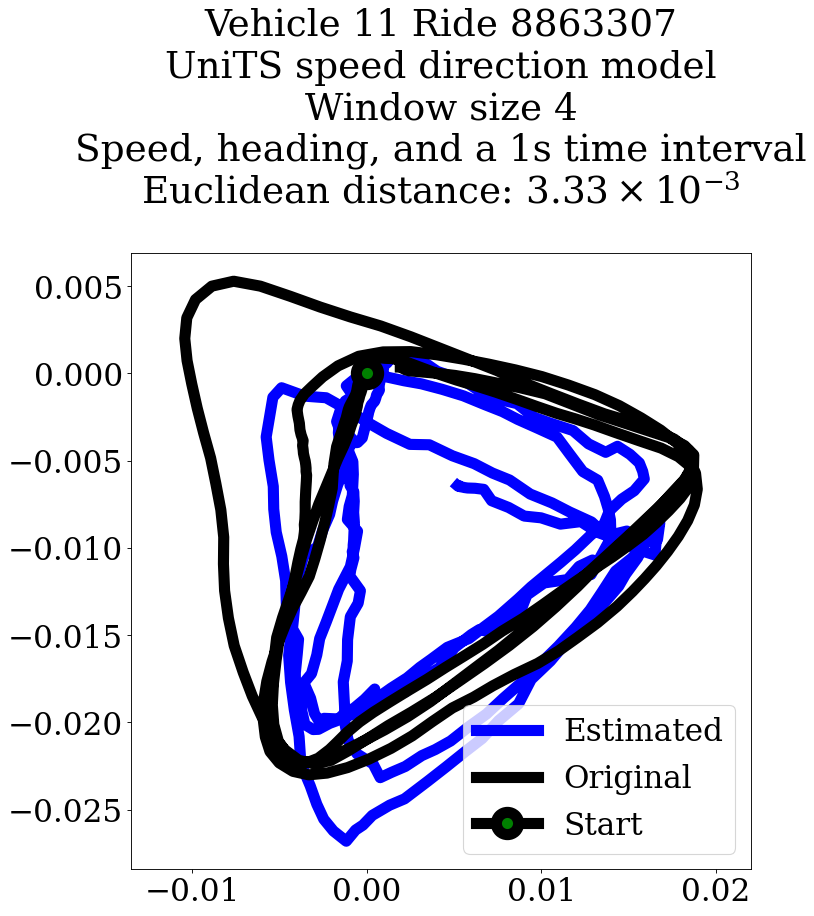 Vehicle 11 Ride 8863307
UniTS speed direction model
Window size 4
Speed, heading, and a 1s time interval
Euclidean distance: 3.33 × 10⁻³
0.005
0.000
−0.005
−0.010
−0.015
−0.020
−0.025
Estimated
Original
Start
−0.01 0.00 0.01 0.02